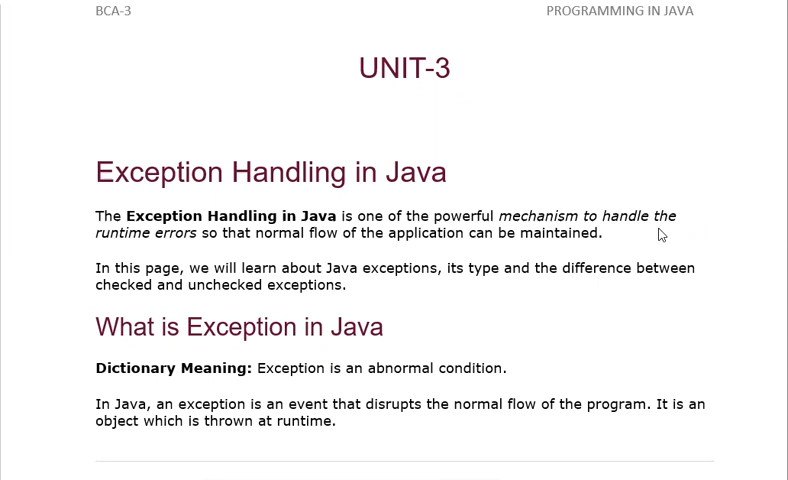 BCA-3 PROGRAMMING IN JAVA
UNIT-3
Exception Handling in Java
The Exception Handling in Java is one of the powerful mechanism to handle the
runtime errors so that normal flow of the application can be maintained.
In this page, we will learn about Java exceptions, its type and the difference between
checked and unchecked exceptions.
What is Exception in Java
Dictionary Meaning: Exception is an abnormal condition.
In Java, an exception is an event that disrupts the normal flow of the program. It is an
object which is thrown at runtime.